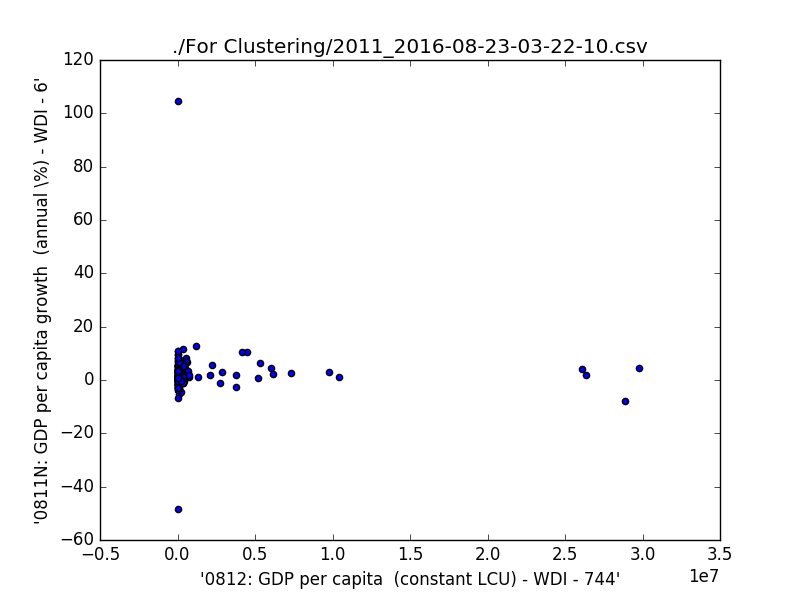 ./For Clustering/2011_2016-08-23-03-22-10.csv
120
100
80
60
40
20
0
−20
−40
−60
'0811N: GDP per capita growth  (annual \%) - WDI - 6'
−0.5 0.0 0.5 1.0 1.5 2.0 2.5 3.0 3.5
1e7
'0812: GDP per capita  (constant LCU) - WDI - 744'